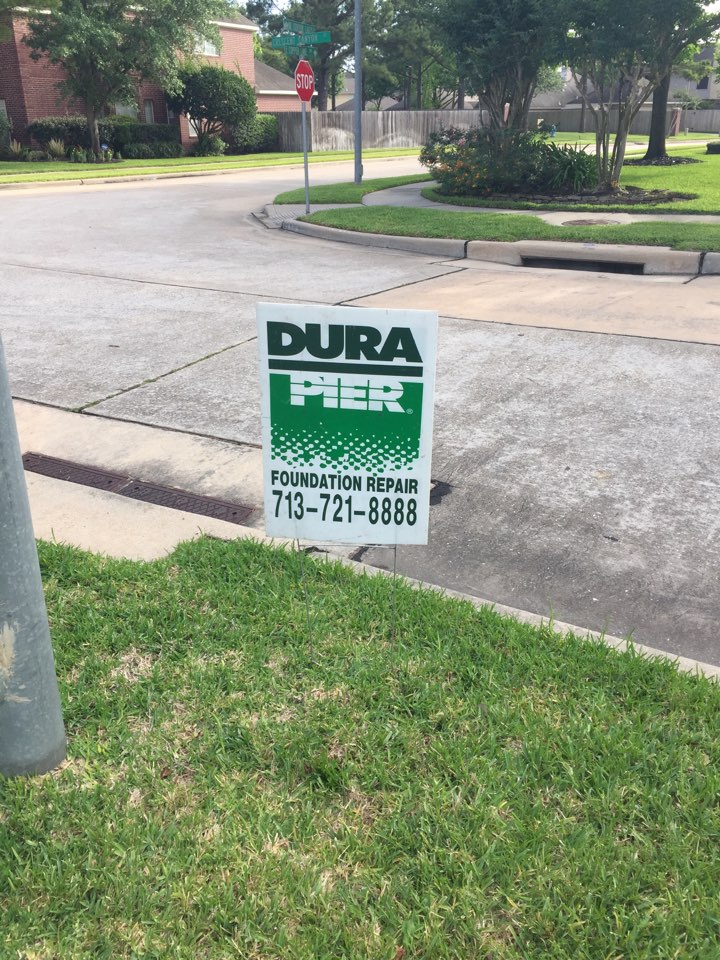 STOP
DURA
PIER®
FOUNDATION REPAIR
713-721-8888